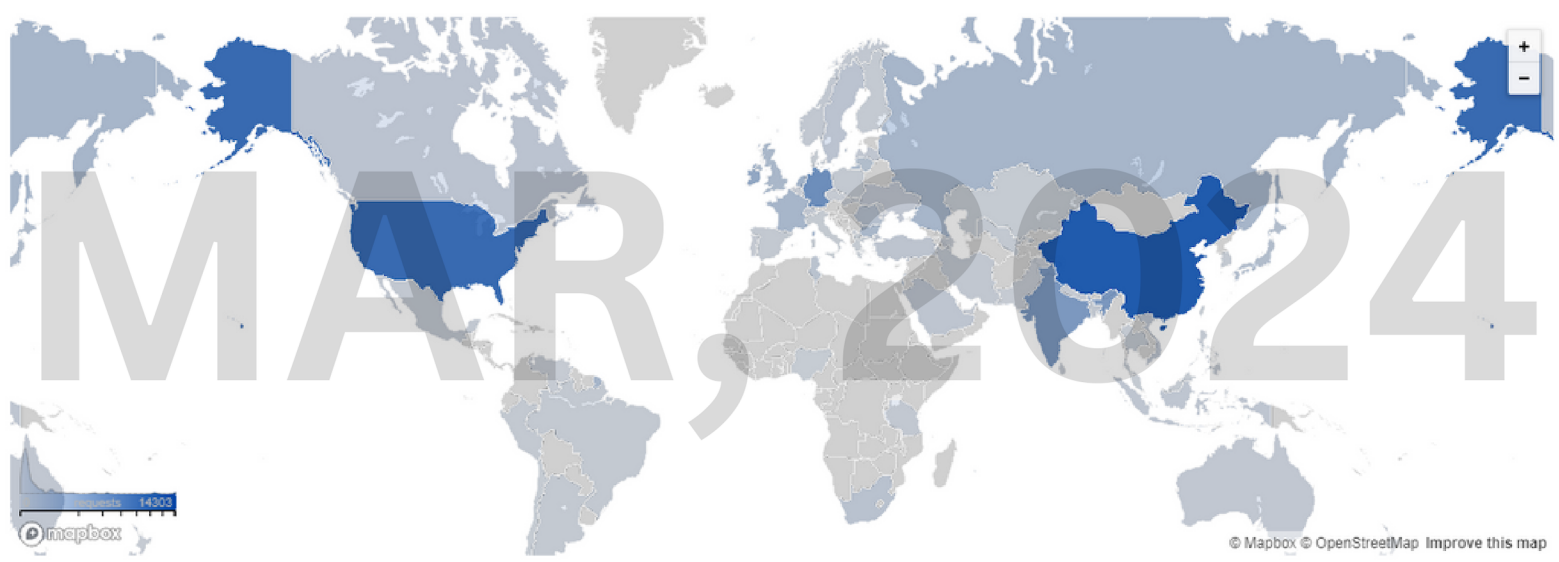 +
−
MAR, 2024
requests 14303
mapbox
© Mapbox © OpenStreetMap Improve this map